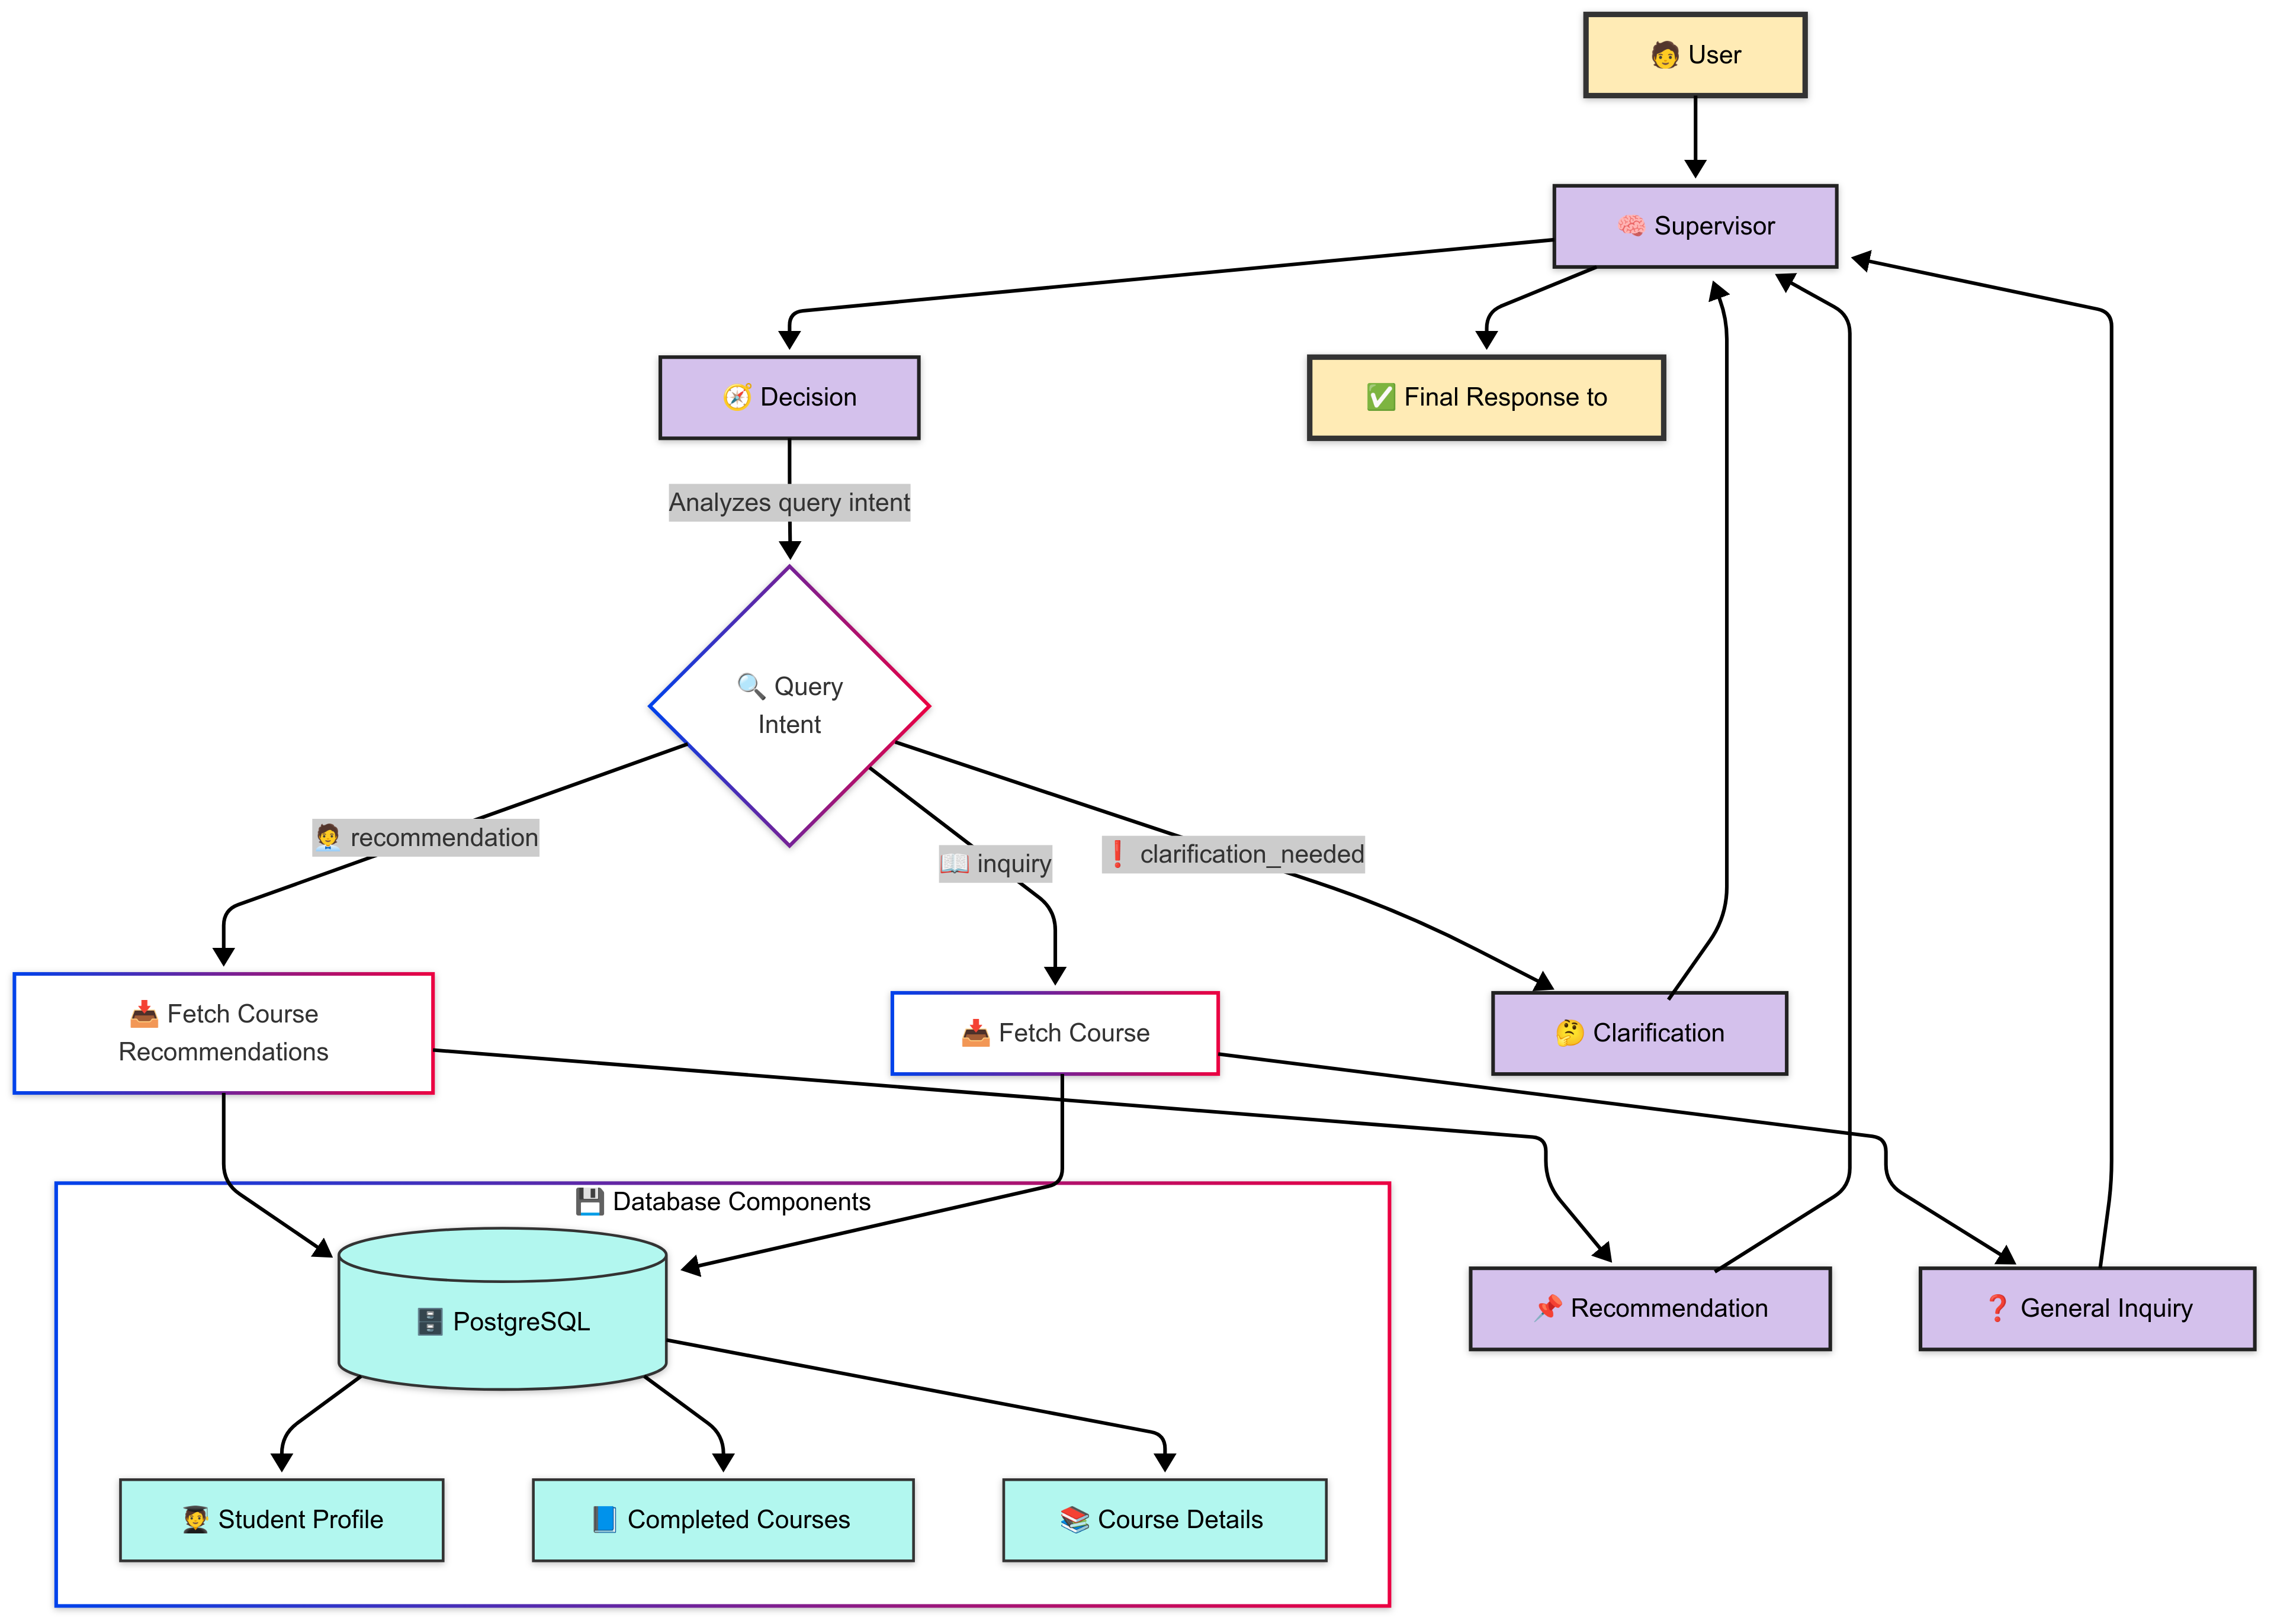 🧑 User
🧠 Supervisor
🧭 Decision
✅ Final Response to
Analyzes query intent
🔍 Query
Intent
🧑‍💼 recommendation
📖 inquiry
❗ clarification_needed
📥 Fetch Course
Recommendations
📥 Fetch Course
🤔 Clarification
💾 Database Components
🗄️ PostgreSQL
📌 Recommendation
❓ General Inquiry
🧑‍🎓 Student Profile
📘 Completed Courses
📚 Course Details